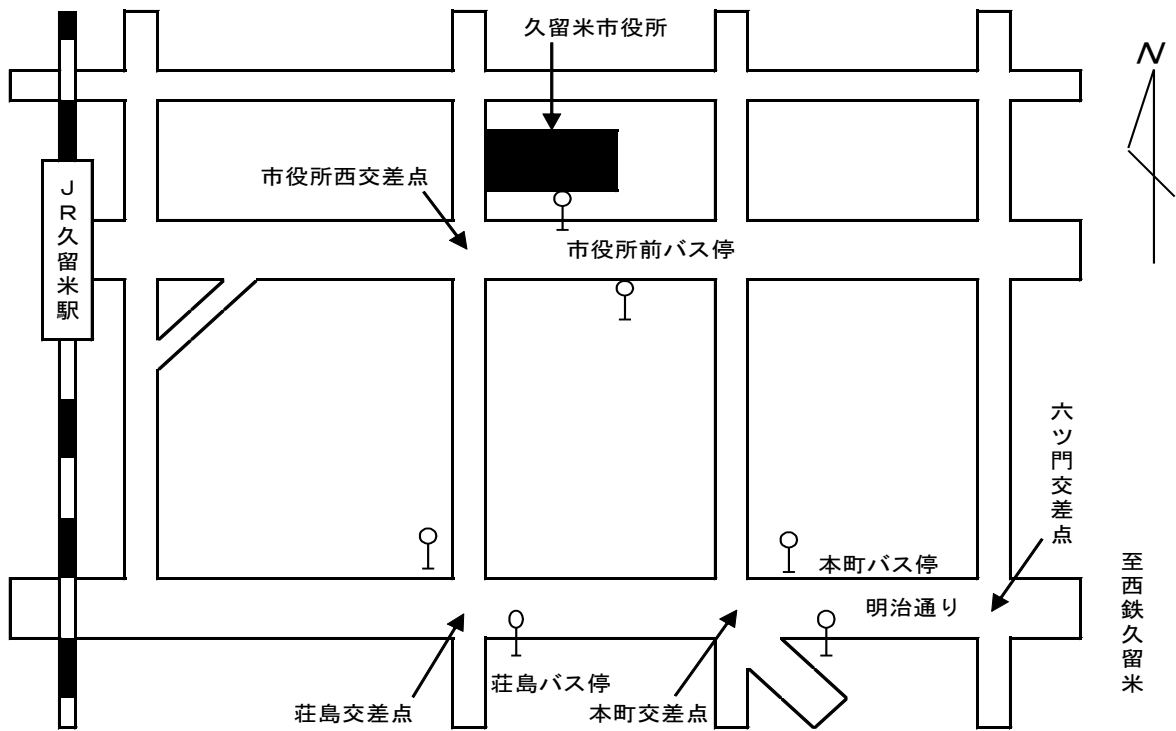 久留米市役所
N
市役所西交差点
JR久留米駅
市役所前バス停
六ツ門交差点
本町バス停
至西鉄久留米
明治通り
荘島バス停
荘島交差点
本町交差点